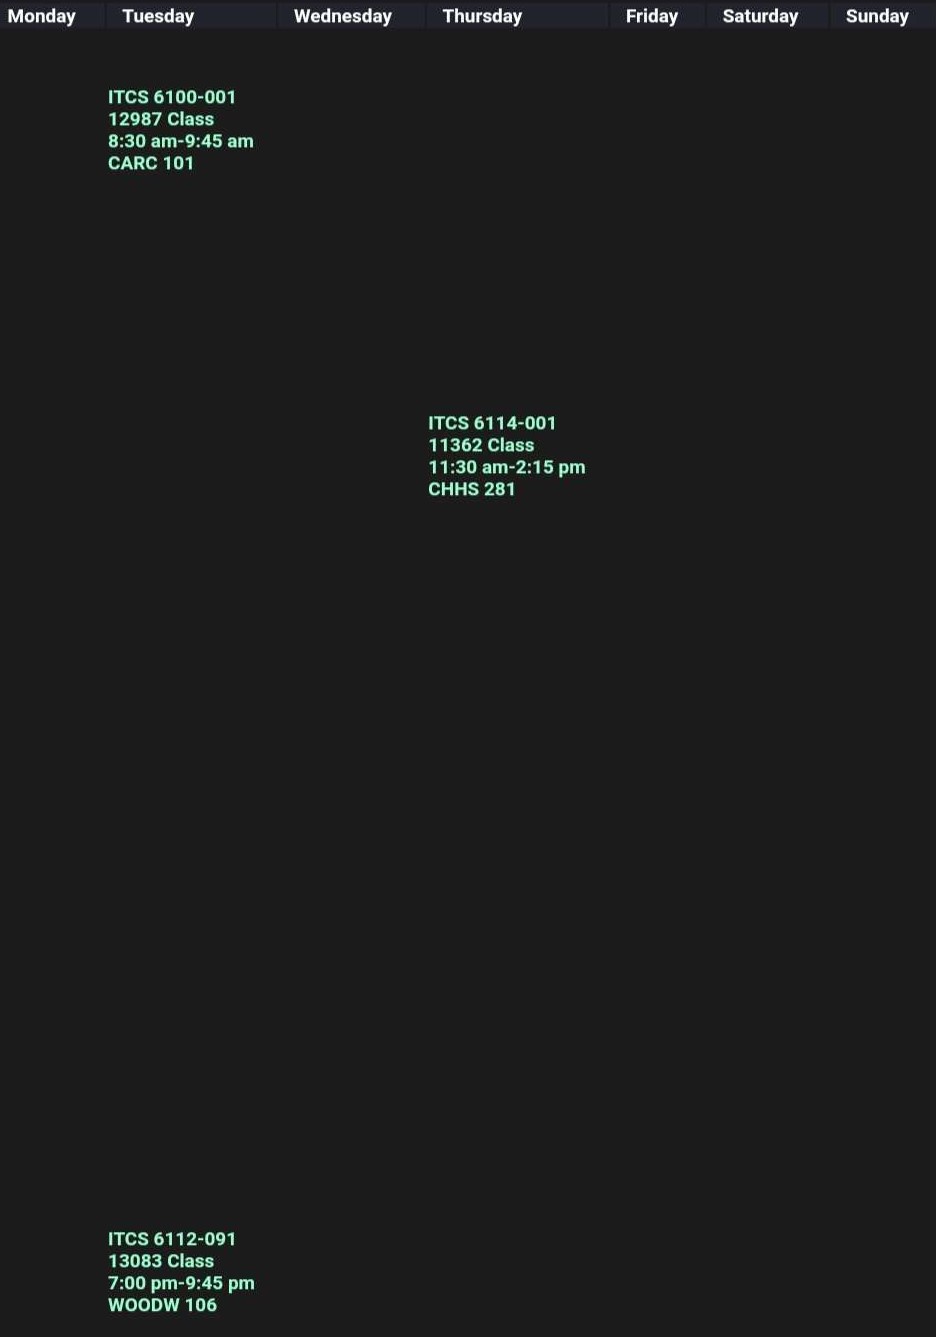 Monday Tuesday Wednesday Thursday Friday Saturday Sunday
ITCS 6100-001
12987 Class
8:30 am-9:45 am
CARC 101
ITCS 6114-001
11362 Class
11:30 am-2:15 pm
CHHS 281
ITCS 6112-091
13083 Class
7:00 pm-9:45 pm
WOODW 106